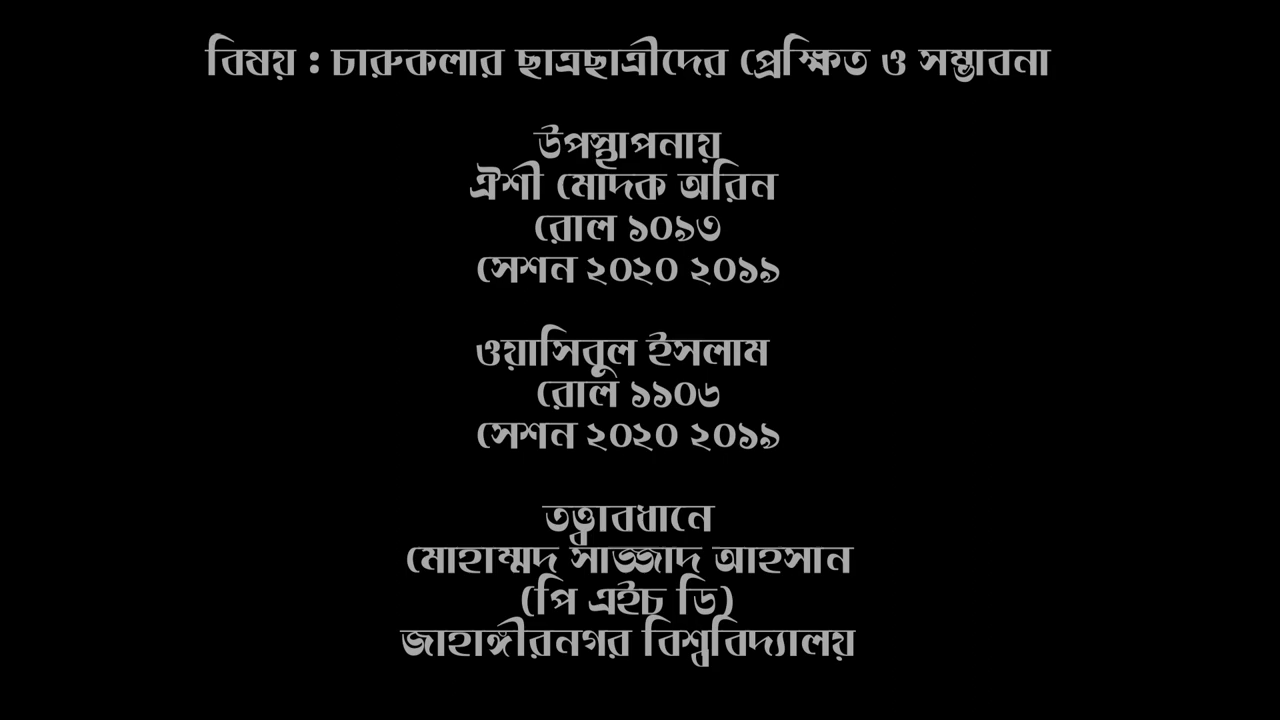 বিষয় : চারুকলার ছাত্রছাত্রীদের প্রেক্ষিত ও সম্ভাবনা
উপস্থাপনায়
ঐশী মোদক অরিন
রোল ১০৯৩
সেশন ২০২০ ২০১৯
ওয়াসিবুল ইসলাম
রোল ১১০৬
সেশন ২০২০ ২০১৯
তত্ত্বাবধানে
মোহাম্মদ সাজ্জাদ আহসান
(পি এইচ ডি)
জাহাঙ্গীরনগর বিশ্ববিদ্যালয়